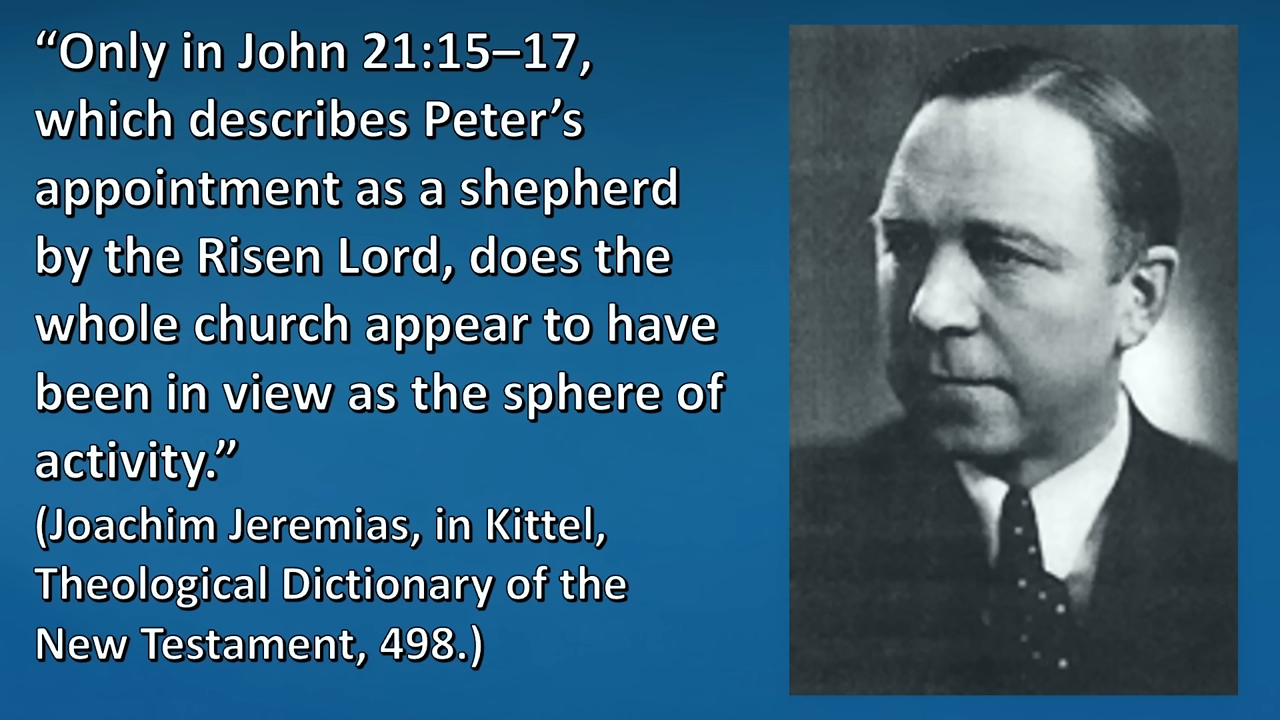 “Only in John 21:15–17,
which describes Peter’s
appointment as a shepherd
by the Risen Lord, does the
whole church appear to have
been in view as the sphere of
activity.”
(Joachim Jeremias, in Kittel,
Theological Dictionary of the
New Testament, 498.)